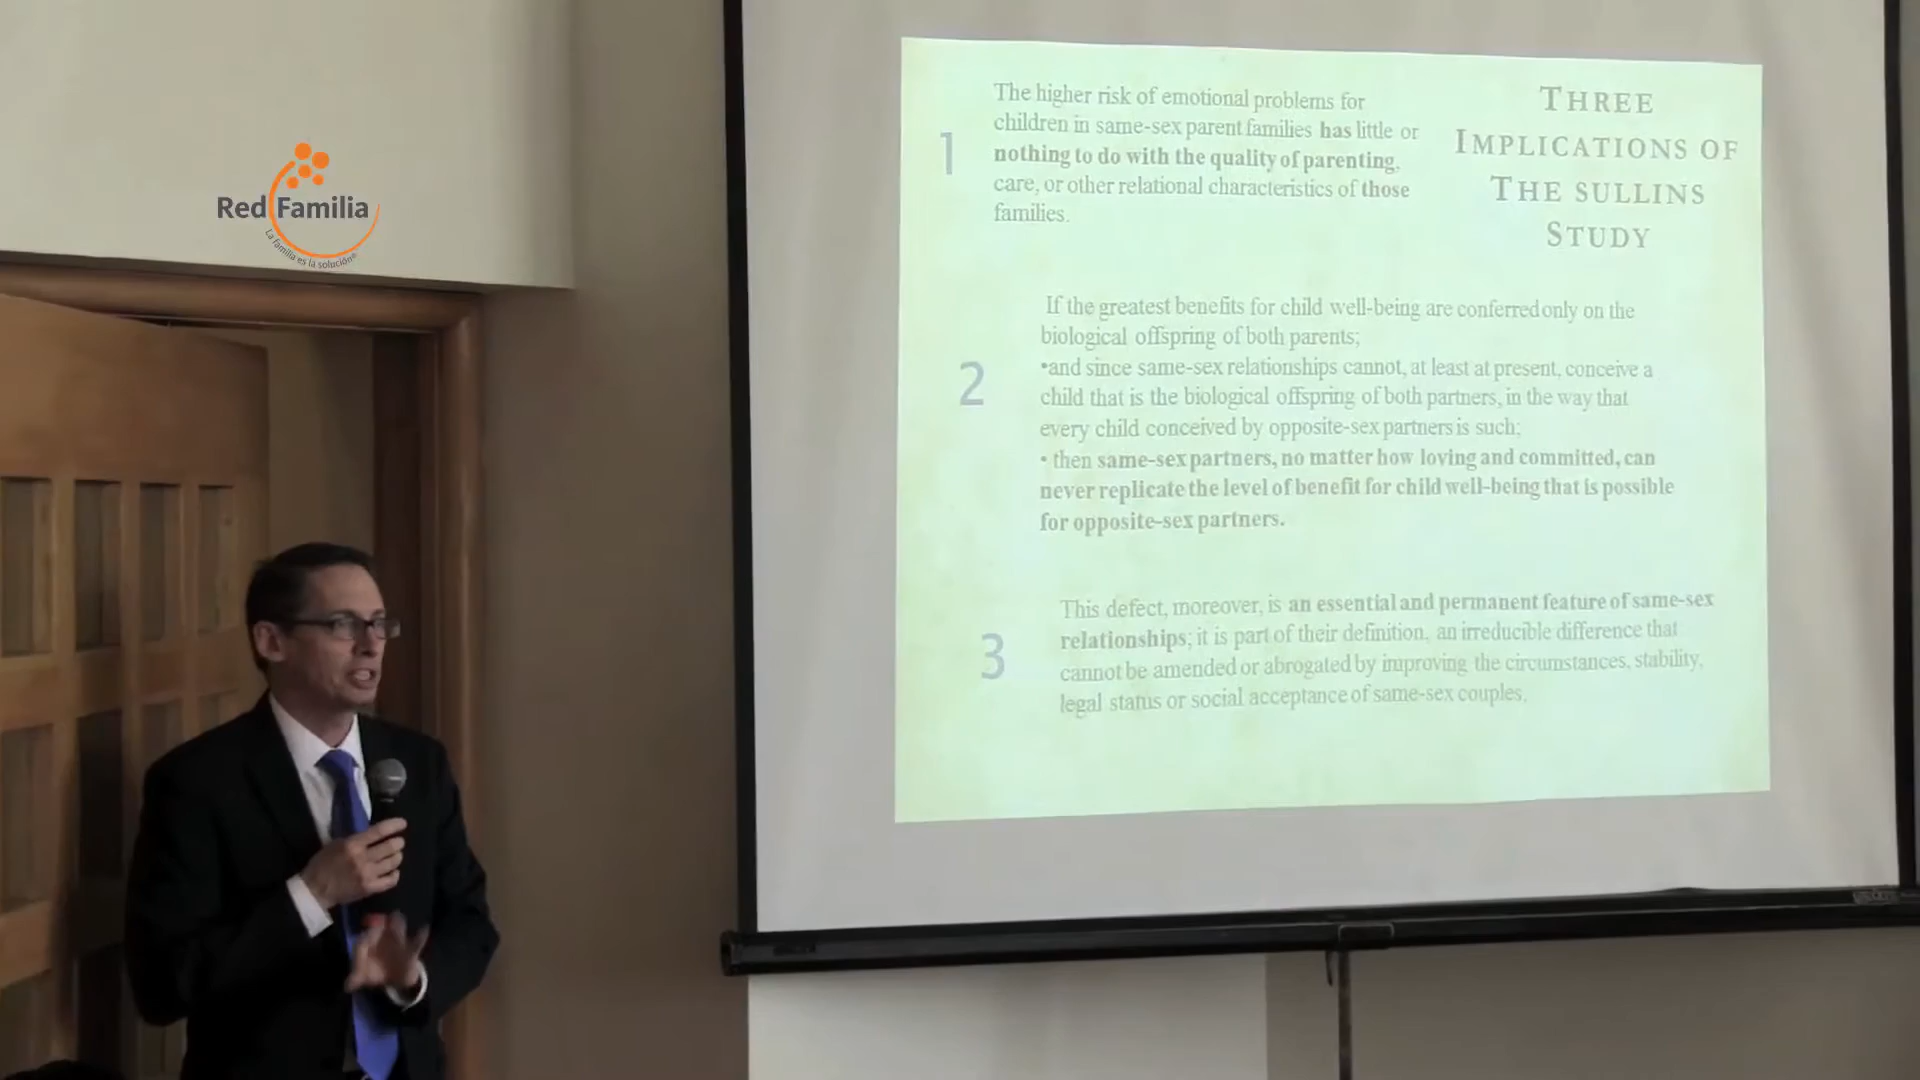 Red Familia
La familia es la solución®
THREE
IMPLICATIONS OF
THE SULLINS
STUDY
1
The higher risk of emotional problems for
children in same-sex parent families has little or
nothing to do with the quality of parenting,
care, or other relational characteristics of those
families.
2
If the greatest benefits for child well-being are conferred only on the
biological offspring of both parents;
•and since same-sex relationships cannot, at least at present, conceive a
child that is the biological offspring of both partners, in the way that
every child conceived by opposite-sex partners is such;
• then same-sex partners, no matter how loving and committed, can
never replicate the level of benefit for child well-being that is possible
for opposite-sex partners.
3
This defect, moreover, is an essential and permanent feature of same-sex
relationships; it is part of their definition, an irreducible difference that
cannot be amended or abrogated by improving the circumstances, stability,
legal status or social acceptance of same-sex couples.